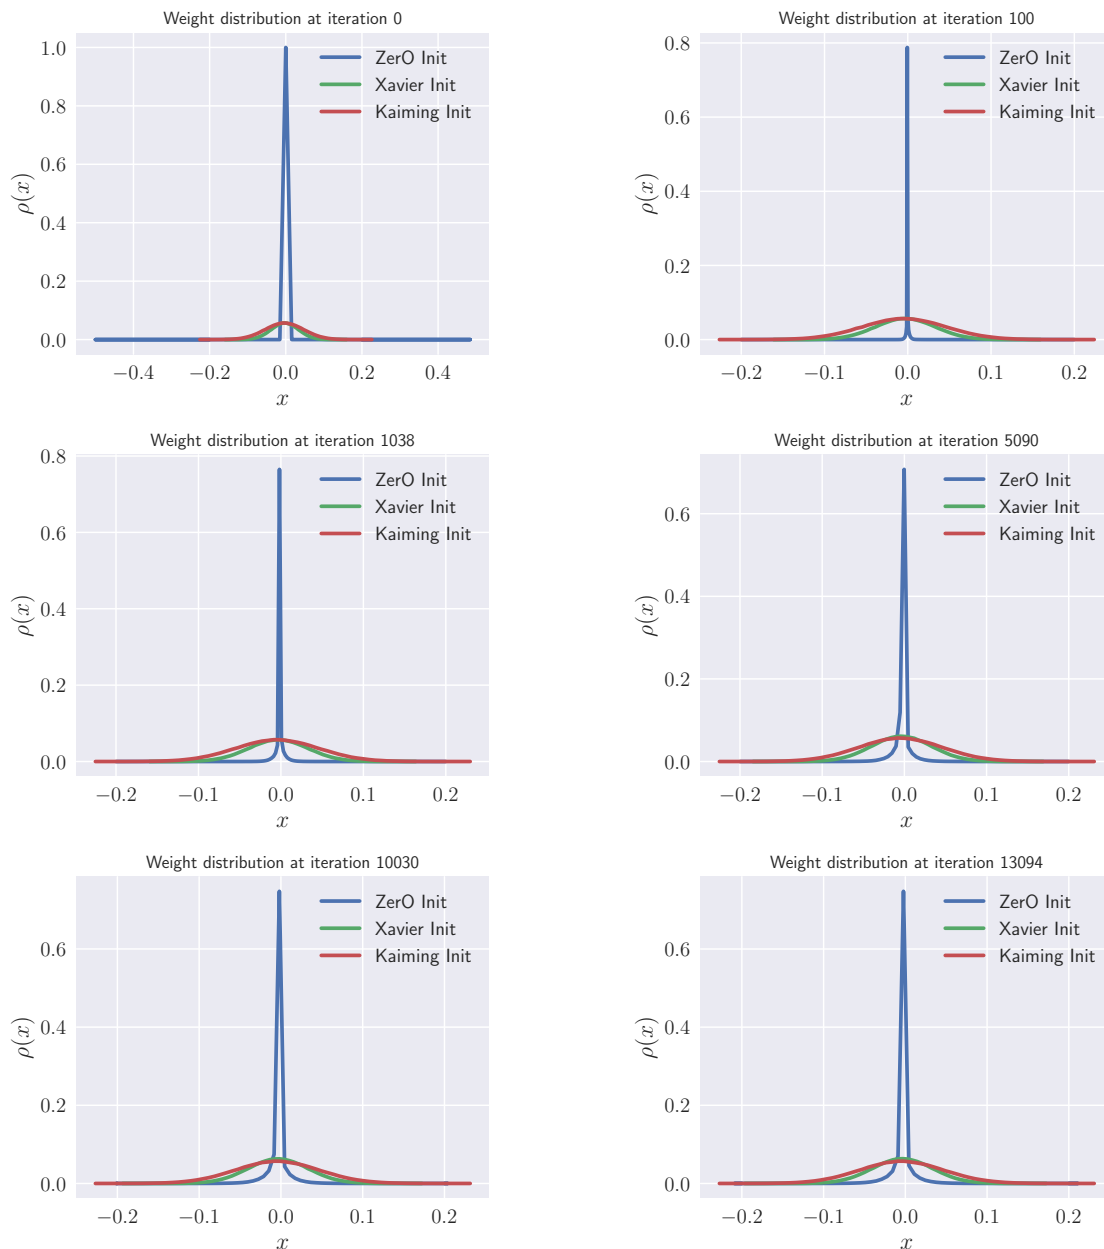 Weight distribution at iteration 0
1.0
0.8
0.6
0.4
0.2
0.0
ρ(x)
−0.4 −0.2 0.0 0.2 0.4
x
ZerO Init
Xavier Init
Kaiming Init
Weight distribution at iteration 100
0.8
0.6
0.4
0.2
0.0
ρ(x)
−0.2 −0.1 0.0 0.1 0.2
x
ZerO Init
Xavier Init
Kaiming Init
Weight distribution at iteration 1038
0.8
0.6
0.4
0.2
0.0
ρ(x)
−0.2 −0.1 0.0 0.1 0.2
x
ZerO Init
Xavier Init
Kaiming Init
Weight distribution at iteration 5090
0.6
0.4
0.2
0.0
ρ(x)
−0.2 −0.1 0.0 0.1 0.2
x
ZerO Init
Xavier Init
Kaiming Init
Weight distribution at iteration 10030
0.6
0.4
0.2
0.0
ρ(x)
−0.2 −0.1 0.0 0.1 0.2
x
ZerO Init
Xavier Init
Kaiming Init
Weight distribution at iteration 13094
0.6
0.4
0.2
0.0
ρ(x)
−0.2 −0.1 0.0 0.1 0.2
x
ZerO Init
Xavier Init
Kaiming Init